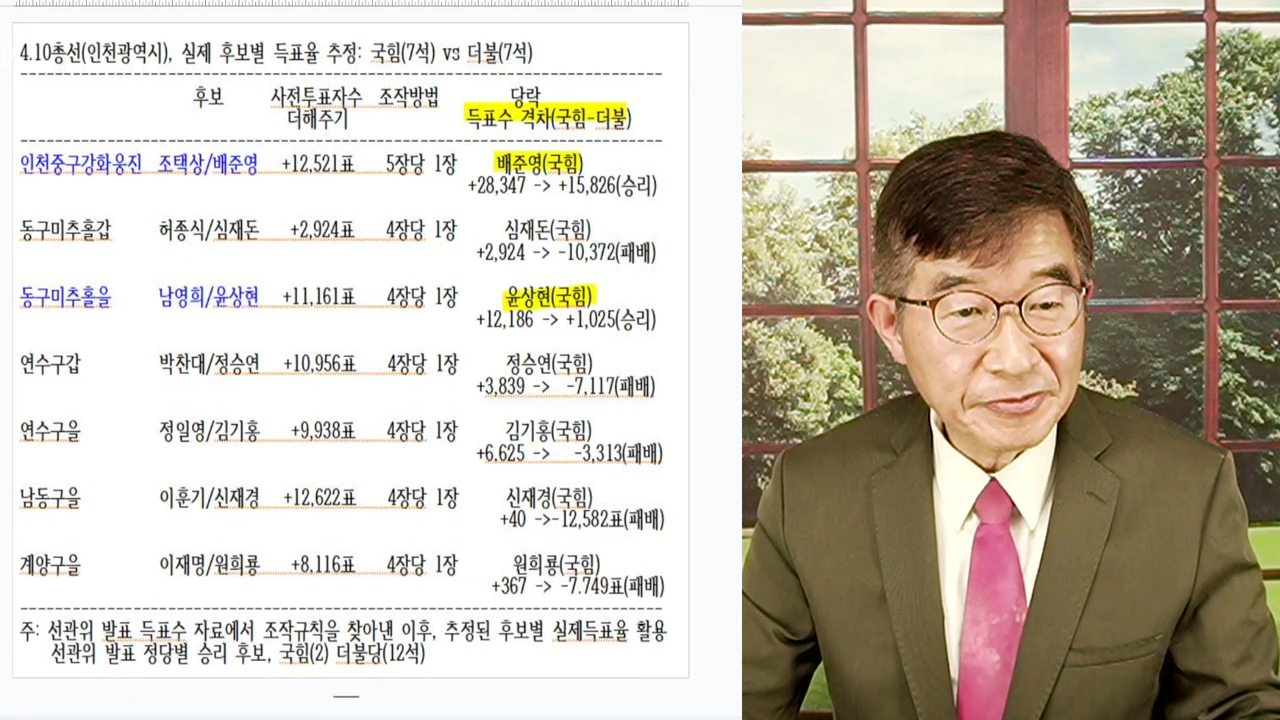 4.10총선(인천광역시), 실제 후보별 득표율 추정: 국힘(7석) vs 더불(7석)
후보 사전투표자수 조작방법 당락
더해주기 득표수 격차(국힘-더불)
인천중구강화옹진 조택상/배준영 +12,521표 5장당 1장 배준영(국힘)
+28,347 -> +15,826(승리)
동구미추홀갑 허종식/심재돈 +2,924표 4장당 1장 심재돈(국힘)
+2,924 -> -10,372(패배)
동구미추홀을 남영희/윤상현 +11,161표 4장당 1장 윤상현(국힘)
+12,186 -> +1,025(승리)
연수구갑 박찬대/정승연 +10,956표 4장당 1장 정승연(국힘)
+3,839 -> -7,117(패배)
연수구을 정일영/김기흥 +9,938표 4장당 1장 김기흥(국힘)
+6,625 -> -3,313(패배)
남동구을 이훈기/신재경 +12,622표 4장당 1장 신재경(국힘)
+40 ->-12,582표(패배)
계양구을 이재명/원희룡 +8,116표 4장당 1장 원희룡(국힘)
+367 -> -7.749표(패배)
주: 선관위 발표 득표수 자료에서 조작규칙을 찾아낸 이후, 추정된 후보별 실제득표율 활용
선관위 발표 정당별 승리 후보, 국힘(2) 더불당(12석)